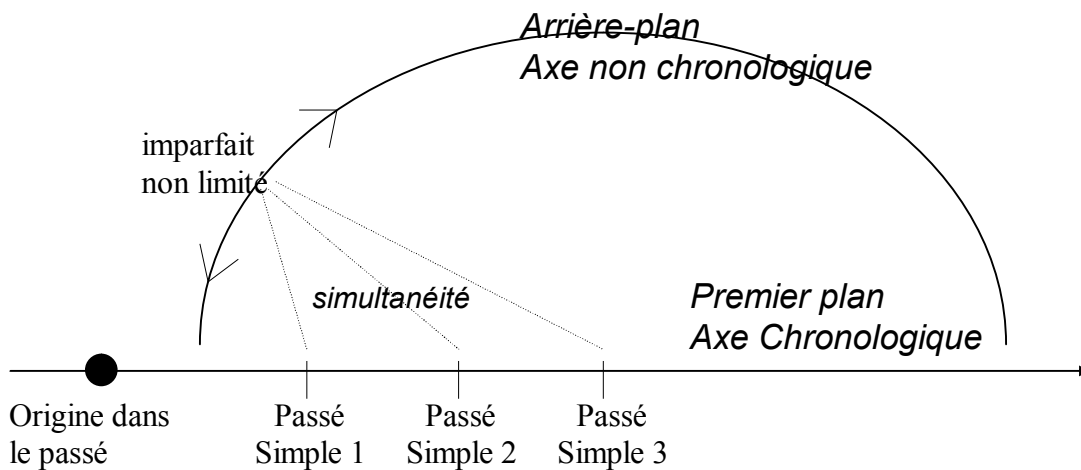 Arrière-plan
Axe non chronologique
imparfait
non limité
simultanéité
Premier plan
Axe Chronologique
Origine dans
le passé
Passé
Simple 1
Passé
Simple 2
Passé
Simple 3